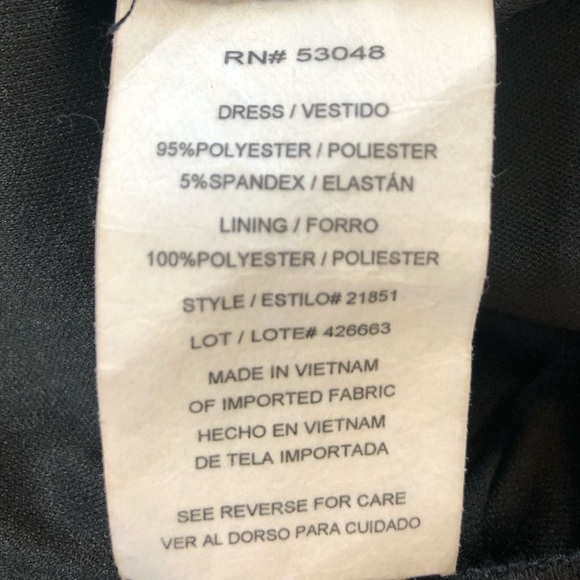 RN# 53048
DRESS / VESTIDO
95%POLYESTER / POLIESTER
5%SPANDEX / ELASTÁN
LINING / FORRO
100%POLYESTER / POLIESTER
STYLE / ESTILO# 21851
LOT / LOTE# 426663
MADE IN VIETNAM
OF IMPORTED FABRIC
HECHO EN VIETNAM
DE TELA IMPORTADA
SEE REVERSE FOR CARE
VER AL DORSO PARA CUIDADO